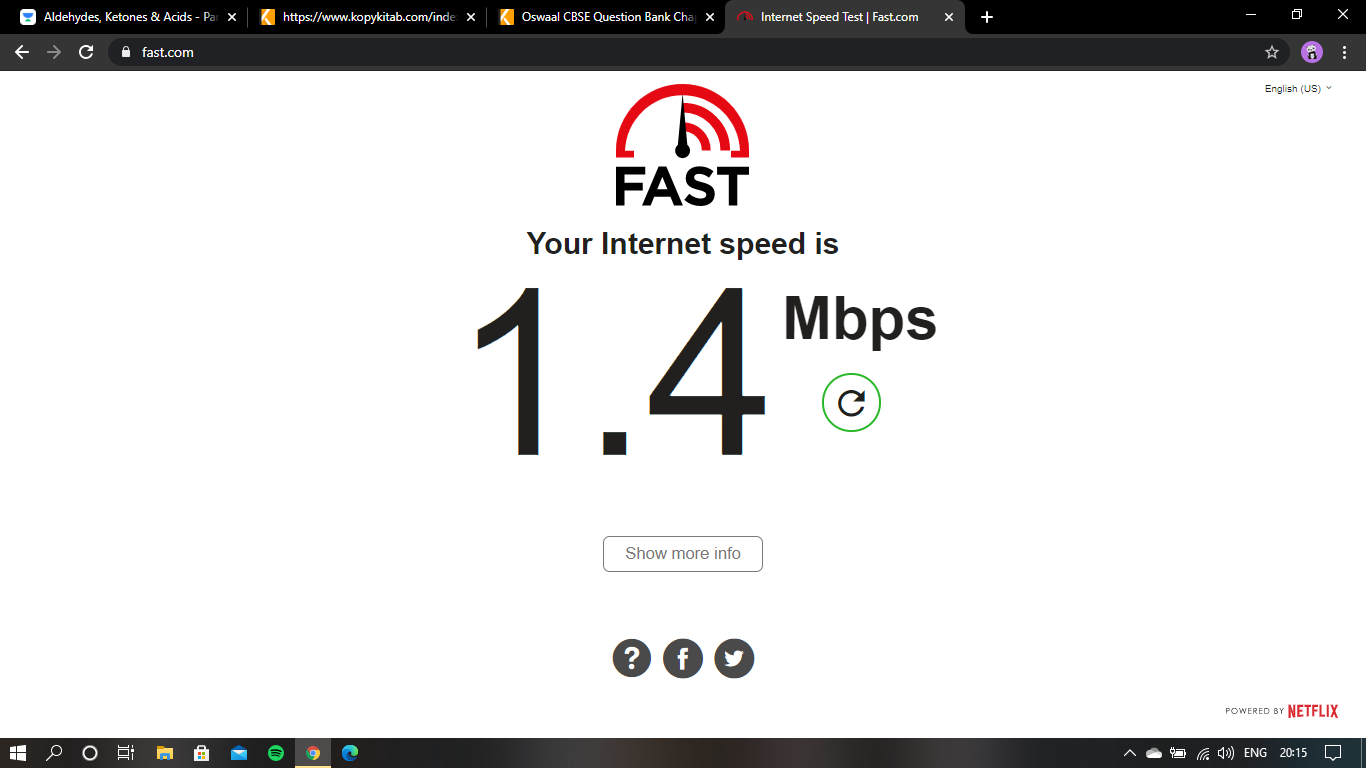 Aldehydes, Ketones & Acids - Par
https://www.kopykitab.com/inde
Oswaal CBSE Question Bank Chap
Internet Speed Test | Fast.com
fast.com
English (US)
FAST
Your Internet speed is
1.4 Mbps
Show more info
POWERED BY NETFLIX
ENG 20:15